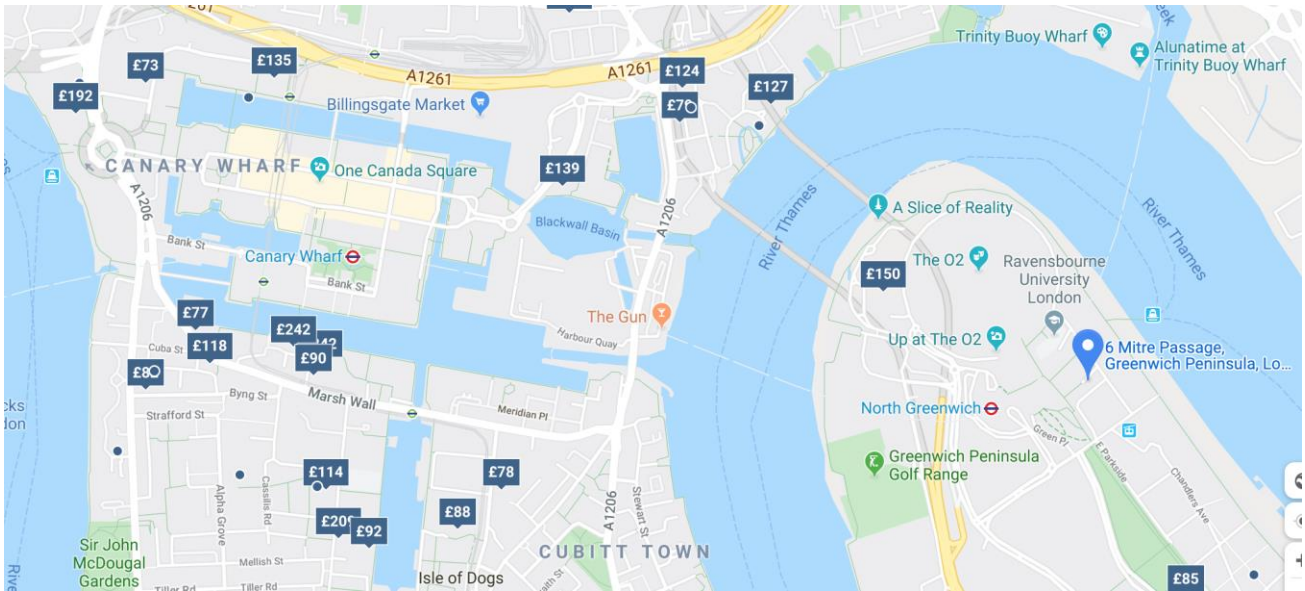 A1261
A1261
£135
£73
£192
£124
£127
Trinity Buoy Wharf
Alunatime at
Trinity Buoy Wharf
Billingsgate Market
CANARY WHARF
One Canada Square
£139
A1206
A1206
Blackwall Basin
River Thames
River Thames
A Slice of Reality
Bank St
Canary Wharf
Bank St
The O2
£150
Ravensbourne
University
London
£77
£242
£118
£90
Cuba St
The Gun
Harbour Quay
Up at The O2
6 Mitre Passage,
Greenwich Peninsula, Lo...
Byng St
Marsh Wall
Strafford St
Meridian Pl
North Greenwich
Green Pl
E Parkside
Greenwich Peninsula
Golf Range
Chandlers Ave
£114
£78
Alpha Grove
Cassilis Rd
£88
£92
A1206
Stewart St
CUBITT TOWN
Sir John
McDougal
Gardens
Mellish St
Isle of Dogs
Tiller Rd
Tiller Rd
£85